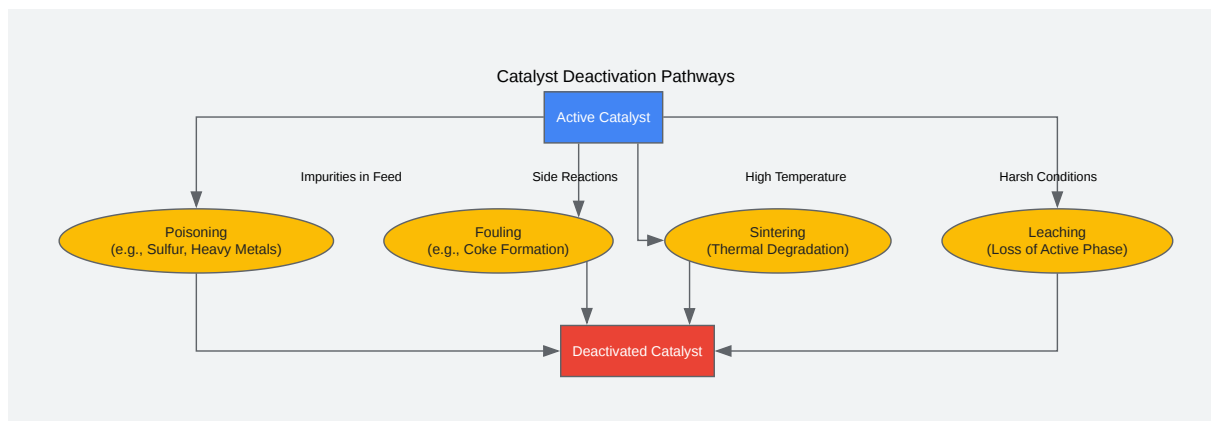 Catalyst Deactivation Pathways
Active Catalyst
Impurities in Feed
Side Reactions
High Temperature
Harsh Conditions
Poisoning
(e.g., Sulfur, Heavy Metals)
Fouling
(e.g., Coke Formation)
Sintering
(Thermal Degradation)
Leaching
(Loss of Active Phase)
Deactivated Catalyst